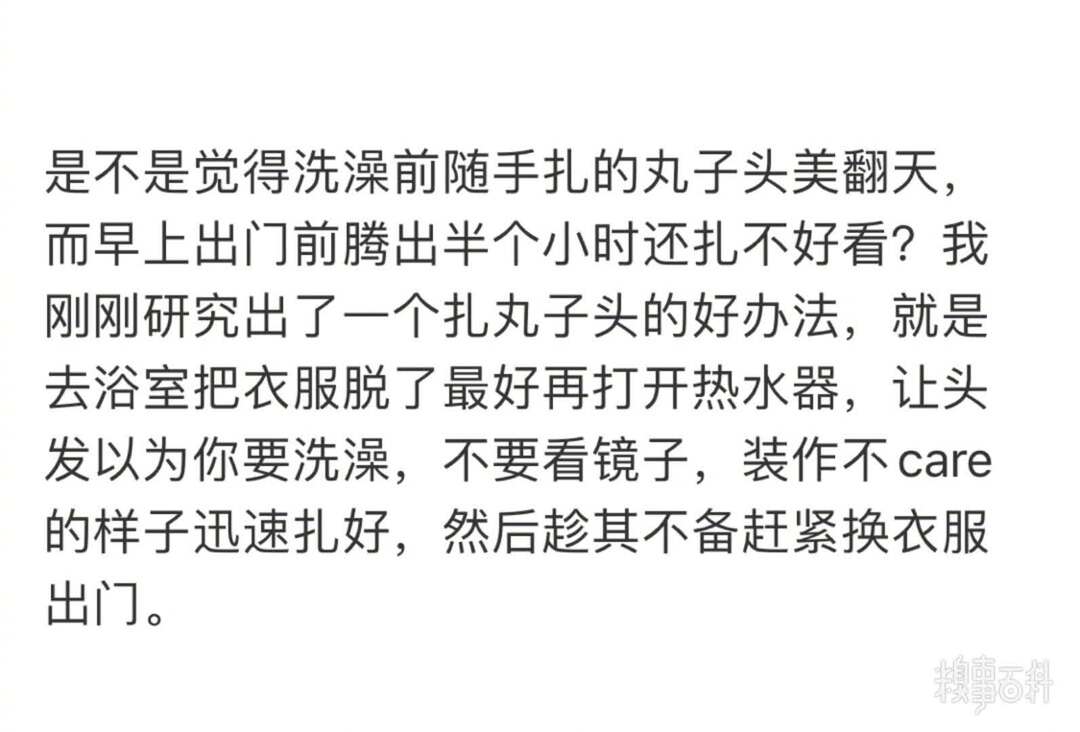 是不是觉得洗澡前随手扎的丸子头美翻天，
而早上出门前腾出半个小时还扎不好看？我
刚刚研究出了一个扎丸子头的好办法，就是
去浴室把衣服脱了最好再打开热水器，让头
发以为你要洗澡，不要看镜子，装作不care
的样子迅速扎好，然后趁其不备赶紧换衣服
出门。
糗事百科